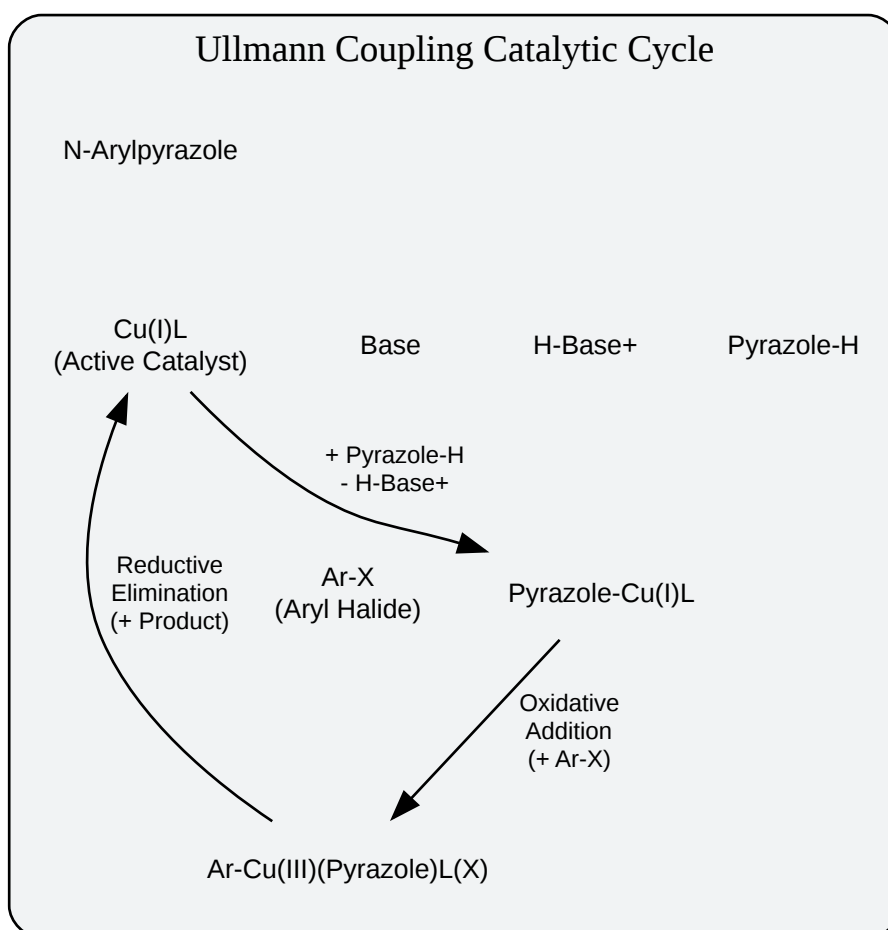 Ullmann Coupling Catalytic Cycle
N-Arylpyrazole
Cu(I)L
(Active Catalyst)
Base
H-Base+
Pyrazole-H
+ Pyrazole-H
- H-Base+
Reductive
Elimination
(+ Product)
Ar-X
(Aryl Halide)
Pyrazole-Cu(I)L
Oxidative
Addition
(+ Ar-X)
Ar-Cu(III)(Pyrazole)L(X)